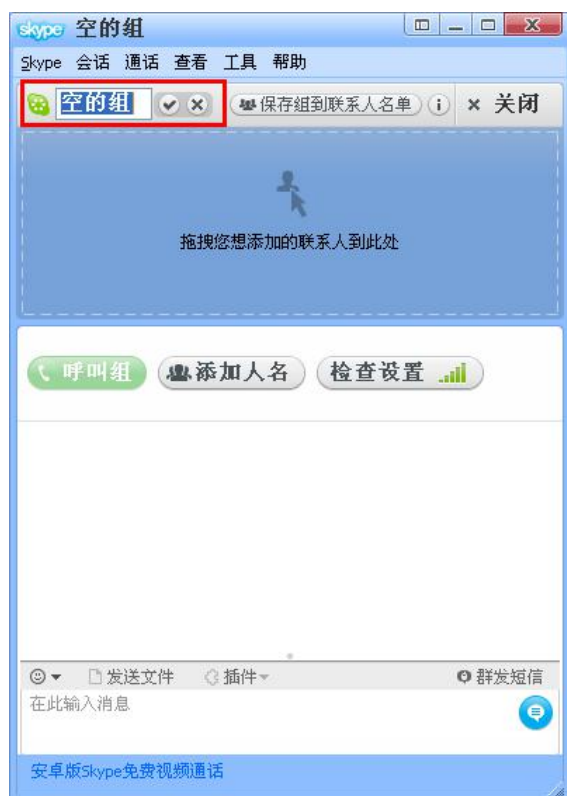 skype 空的组
Skype 会话 通话 查看 工具 帮助
空的组 保存组到联系人名单 i × 关闭
拖拽您想添加的联系人到此处
呼叫组 添加人名 检查设置
发送文件 插件 群发短信
在此输入消息
安卓版Skype免费视频通话